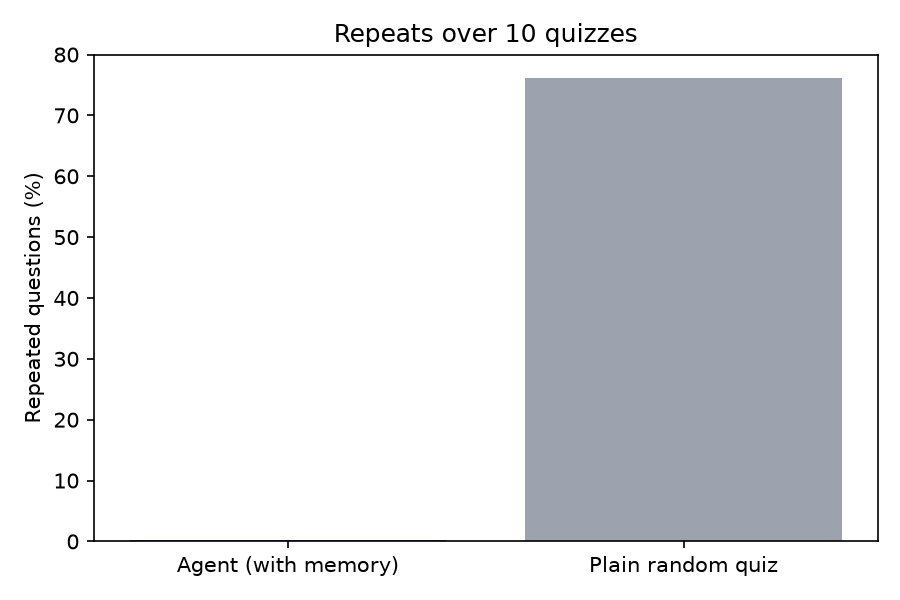 Repeats over 10 quizzes
80
70
60
50
40
30
20
10
0
Repeated questions (%)
Agent (with memory)
Plain random quiz